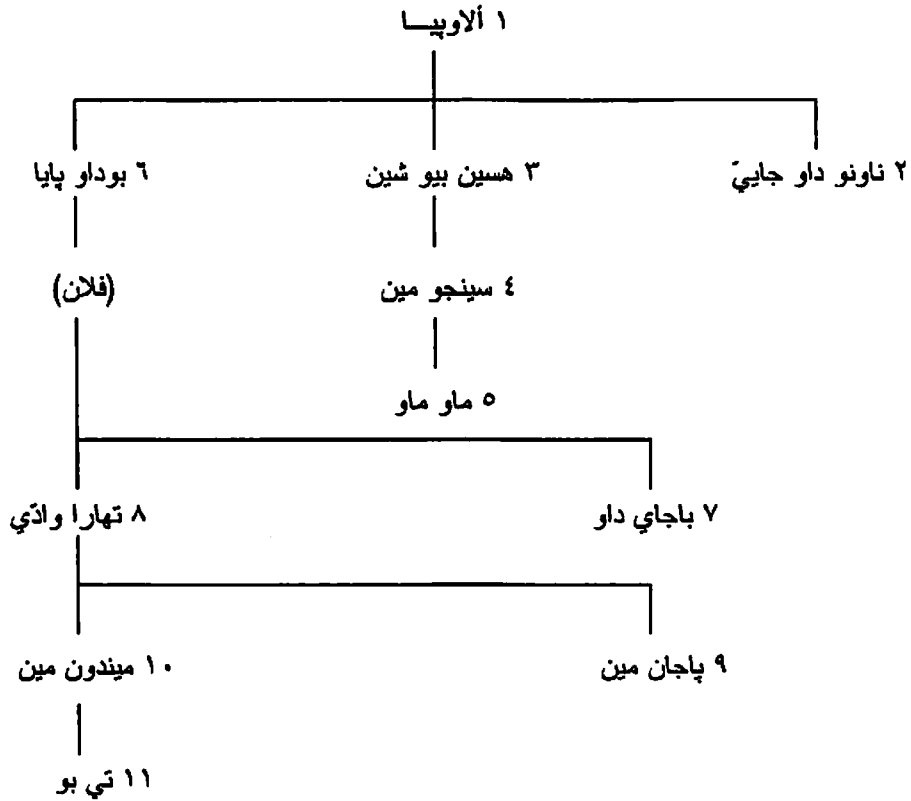 ١ ألاوپيــا
٢ ناونو داو جاييّ ٣ هسين بيو شين ٦ بوداو پايا
٤ سينجو مين (فلان)
٥ ماو ماو
٧ باجاي داو ٨ تهارا وادّي
٩ پاجان مين ١٠ ميندون مين
١١ تي بو